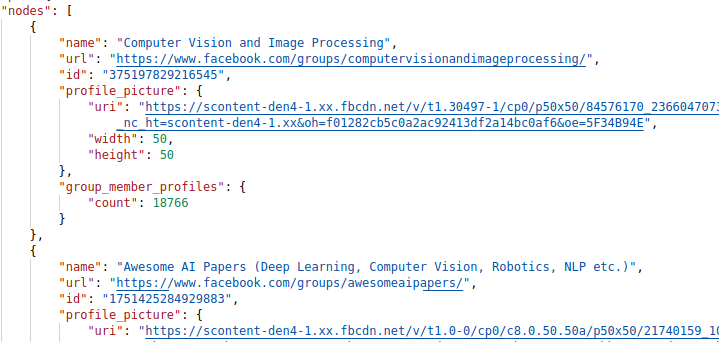 "nodes": [
{
"name": "Computer Vision and Image Processing",
"url": "https://www.facebook.com/groups/computervisionandimageprocessing/",
"id": "375197829216545",
"profile_picture": {
"uri": "https://scontent-den4-1.xx.fbcdn.net/v/t1.30497-1/cp0/p50x50/84576170_2366047073
_nc_ht=scontent-den4-1.xx&oh=f01282cb5c0a2ac92413df2a14bc0af6&oe=5F34B94E",
"width": 50,
"height": 50
},
"group_member_profiles": {
"count": 18766
}
},
{
"name": "Awesome AI Papers (Deep Learning, Computer Vision, Robotics, NLP etc.)",
"url": "https://www.facebook.com/groups/awesomeaipapers/",
"id": "1751425284929883",
"profile_picture": {
"uri": "https://scontent-den4-1.xx.fbcdn.net/v/t1.0-0/cp0/c8.0.50.50a/p50x50/21740159_10